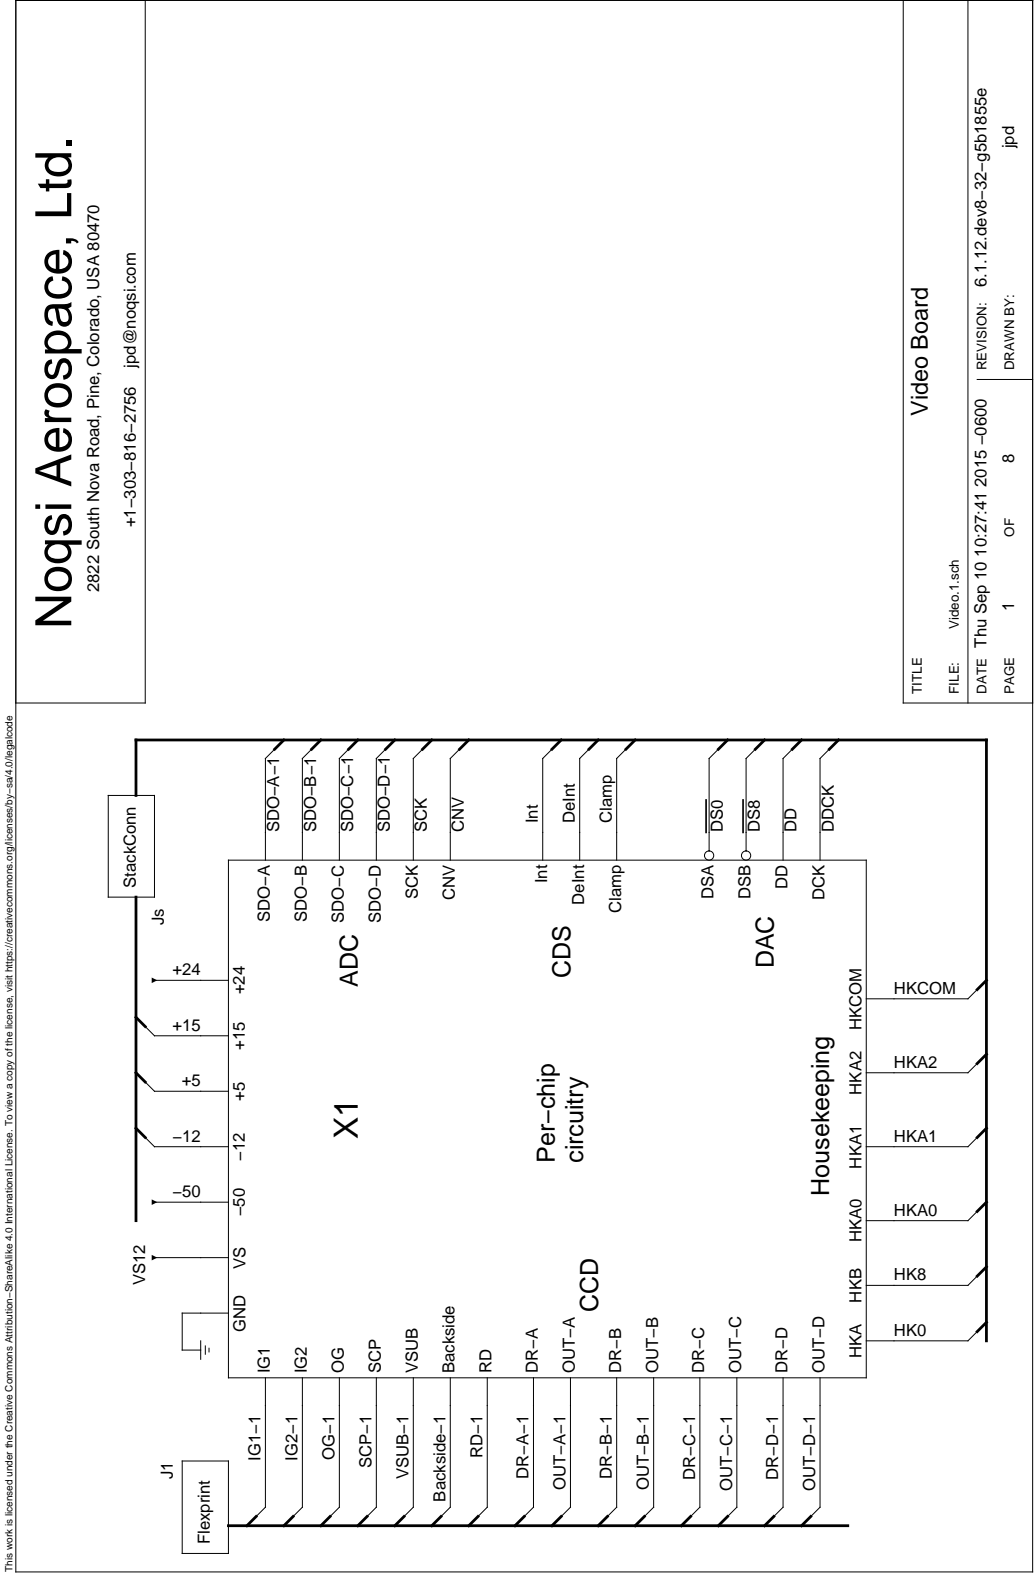 This work is licensed under the Creative Commons Attribution–ShareAlike 4.0 International License. To view a copy of the license, visit https://creativecommons.org/licenses/by–sa/4.0/legalcode
Noqsi Aerospace, Ltd.
2822 South Nova Road, Pine, Colorado, USA 80470
+1–303–816–2756 jpd@noqsi.com
J1
Flexprint
Js
StackConn
VS12
–50
–12
+5
+15
+24
GND
VS
–50
–12
+5
+15
+24
IG1–1
IG1
IG2–1
IG2
OG–1
OG
SCP–1
SCP
VSUB–1
VSUB
Backside–1
Backside
RD–1
RD
DR–A–1
DR–A
OUT–A–1
OUT–A
DR–B–1
DR–B
OUT–B–1
OUT–B
DR–C–1
DR–C
OUT–C–1
OUT–C
DR–D–1
DR–D
OUT–D–1
OUT–D
CCD
X1
Per–chip
circuitry
Housekeeping
ADC
CDS
DAC
SDO–A
SDO–A–1
SDO–B
SDO–B–1
SDO–C
SDO–C–1
SDO–D
SDO–D–1
SCK
SCK
CNV
CNV
Int
Int
DeInt
DeInt
Clamp
Clamp
DSA
DS0
DSB
DS8
DD
DD
DCK
DDCK
HKA
HKB
HKA0
HKA1
HKA2
HKCOM
HK0
HK8
HKA0
HKA1
HKA2
HKCOM
TITLE
Video Board
FILE: Video.1.sch
DATE Thu Sep 10 10:27:41 2015 –0600
REVISION: 6.1.12.dev8–32–g5b1855e
PAGE 1 OF 8
DRAWN BY: jpd